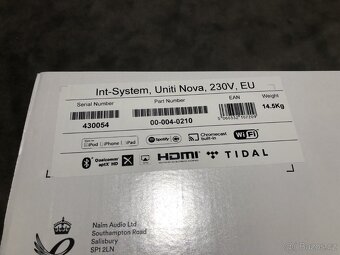 Int-System, Uniti Nova, 230V, EU
Serial Number
Part Number
EAN
Weight
430054
00-004-0210
14.5Kg
iPod iPhone iPad
Spotify
Chromecast built-in
Wi Fi
Qualcomm aptX HD
HDMI
TIDAL
Naim Audio Ltd
Southampton Road
Salisbury
SP1 2LN